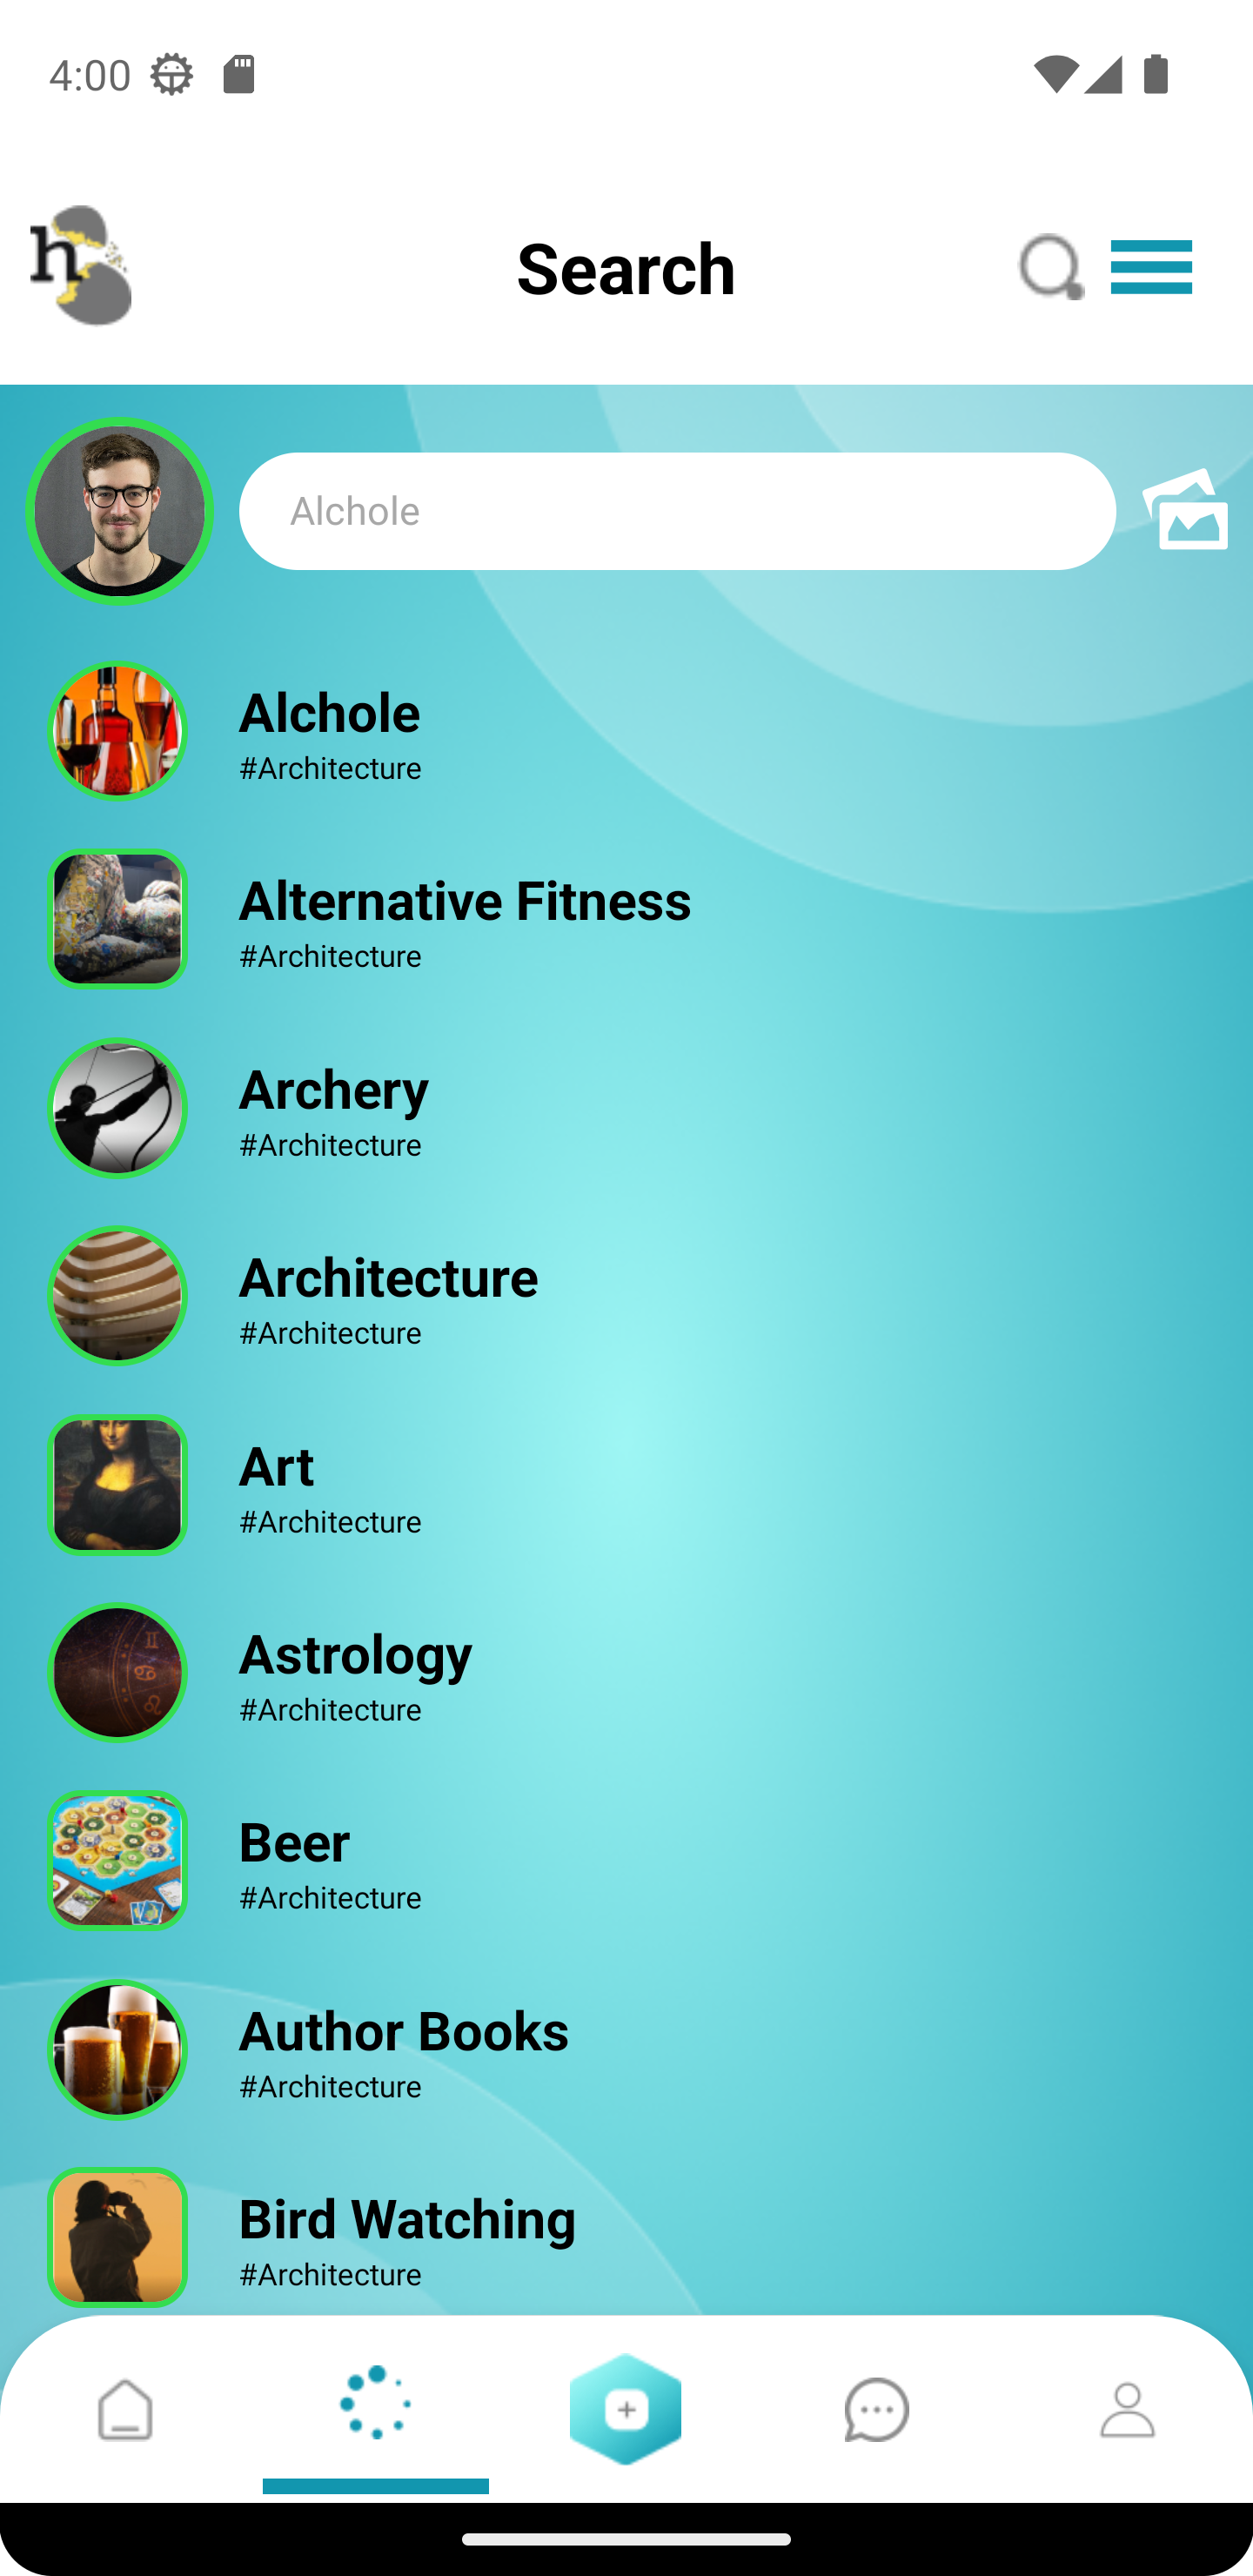 4:00
h
Search
Alchole
Alchole
#Architecture
Alternative Fitness
#Architecture
Archery
#Architecture
Architecture
#Architecture
Art
#Architecture
Astrology
#Architecture
Beer
#Architecture
Author Books
#Architecture
Bird Watching
#Architecture